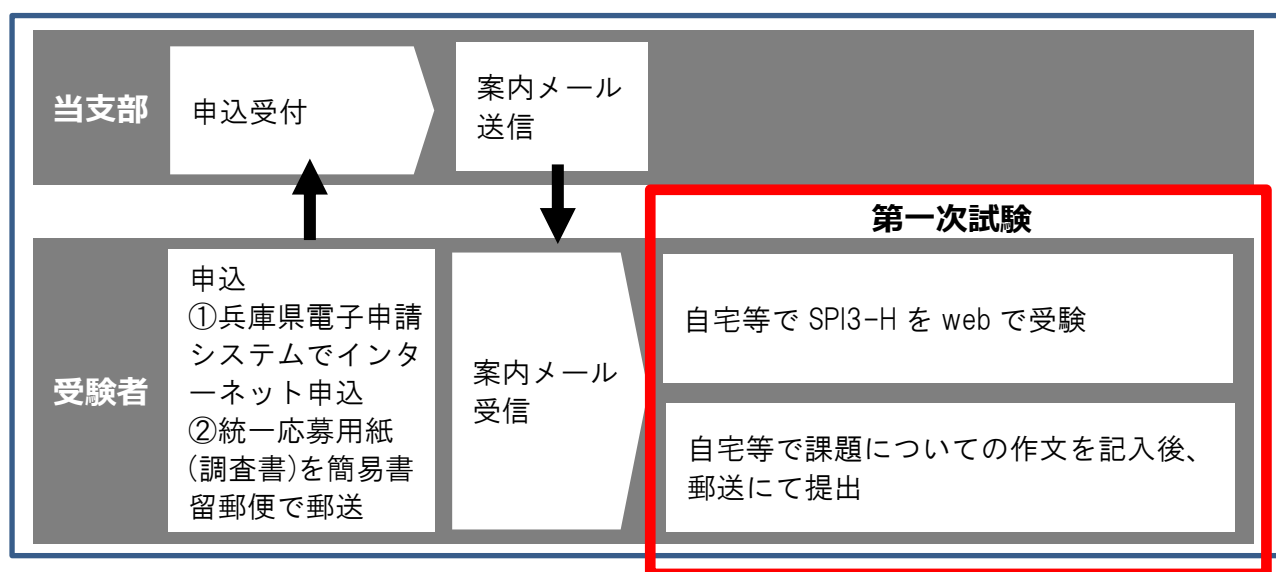 当支部
申込受付
案内メール
送信
第一次試験
受験者
申込
①兵庫県電子申請
システムでインタ
ーネット申込
②統一応募用紙
(調査書)を簡易書
留郵便で郵送
案内メール
受信
自宅等で SPI3-H を web で受験
自宅等で課題についての作文を記入後、
郵送にて提出